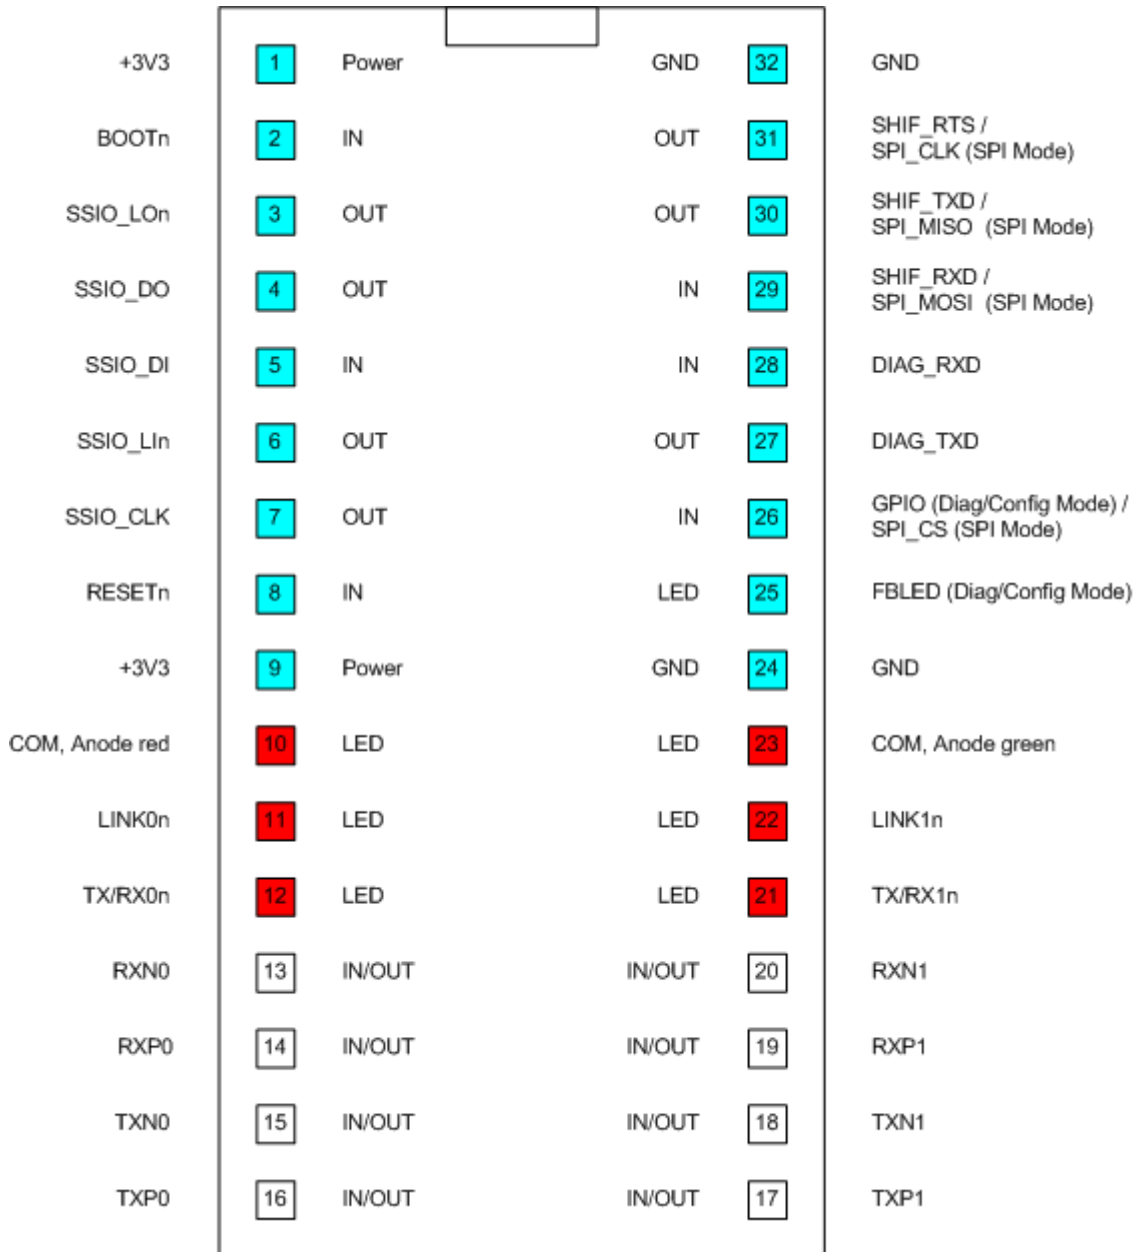 +3V3 1 Power GND 32 GND
BOOTn 2 IN OUT 31 SHIF_RTS /
SPI_CLK (SPI Mode)
SSIO_LOn 3 OUT OUT 30 SHIF_TXD /
SPI_MISO (SPI Mode)
SSIO_DO 4 OUT IN 29 SHIF_RXD /
SPI_MOSI (SPI Mode)
SSIO_DI 5 IN IN 28 DIAG_RXD
SSIO_LIn 6 OUT OUT 27 DIAG_TXD
SSIO_CLK 7 OUT IN 26 GPIO (Diag/Config Mode) /
SPI_CS (SPI Mode)
RESETn 8 IN LED 25 FBLED (Diag/Config Mode)
+3V3 9 Power GND 24 GND
COM, Anode red 10 LED LED 23 COM, Anode green
LINK0n 11 LED LED 22 LINK1n
TX/RX0n 12 LED LED 21 TX/RX1n
RXN0 13 IN/OUT IN/OUT 20 RXN1
RXP0 14 IN/OUT IN/OUT 19 RXP1
TXN0 15 IN/OUT IN/OUT 18 TXN1
TXP0 16 IN/OUT IN/OUT 17 TXP1